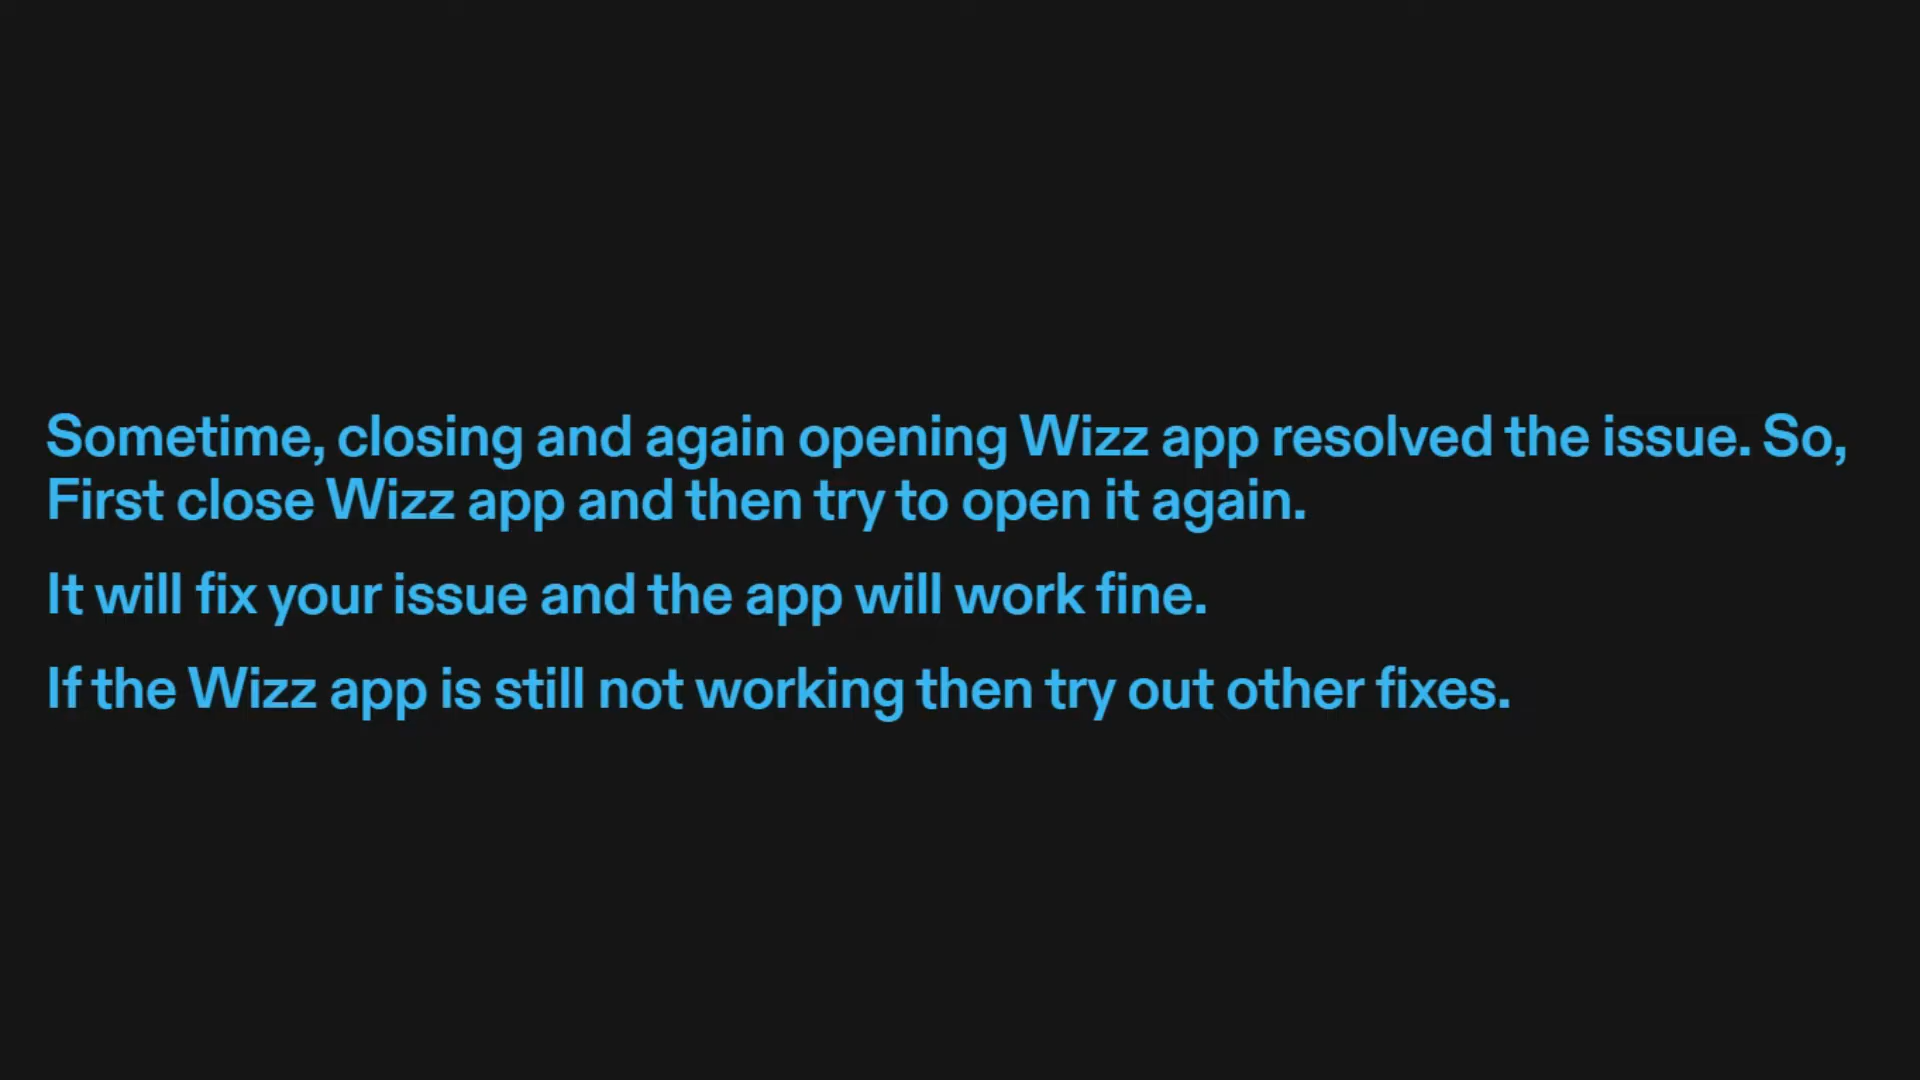 Sometime, closing and again opening Wizz app resolved the issue. So,
First close Wizz app and then try to open it again.
It will fix your issue and the app will work fine.
If the Wizz app is still not working then try out other fixes.